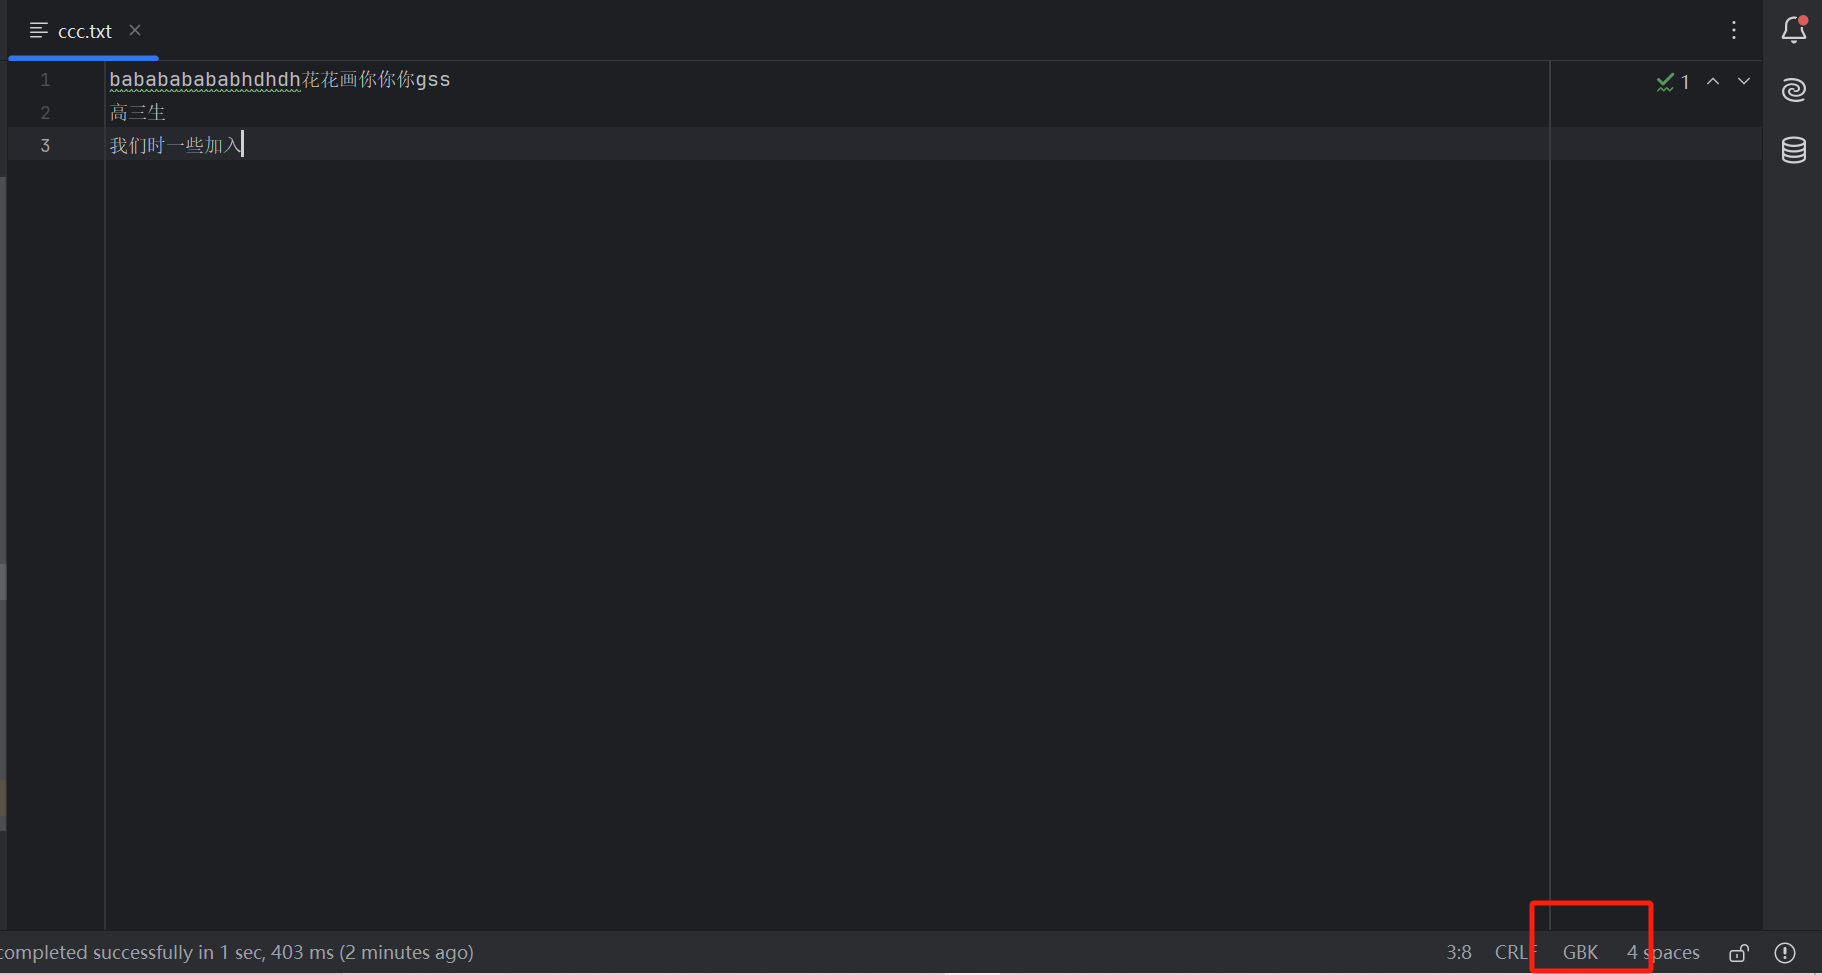 ccc.txt
1 babababababhdhdh花花画你你你gss
1
2 高三生
3 我们时一些加入
completed successfully in 1 sec, 403 ms (2 minutes ago)
3:8 CRLF GBK 4 spaces